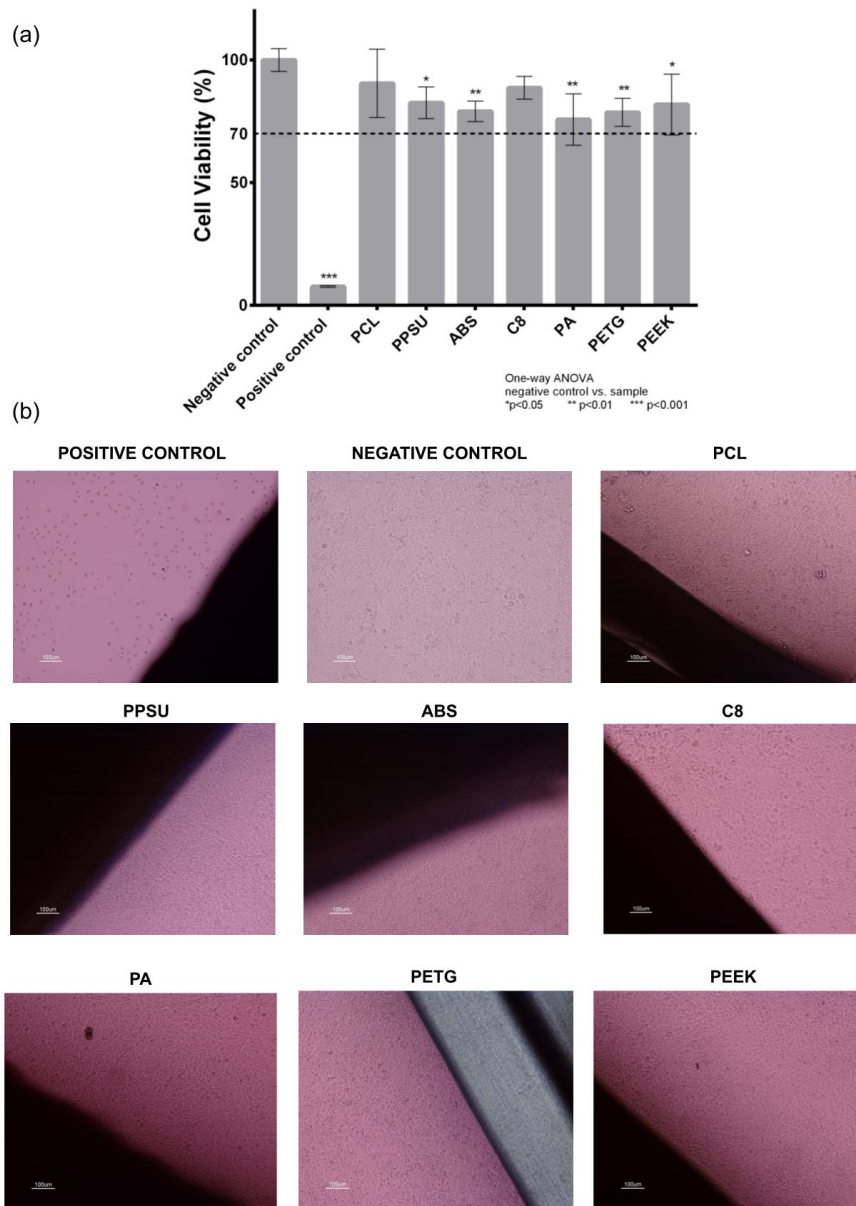 (a)
Cell Viability (%)
100
70
50
0
Negative control
Positive control
PCL
PPSU
ABS
C8
PA
PETG
PEEK
***
*
**
**
**
*
One-way ANOVA
negative control vs. sample
*p<0.05 ** p<0.01 *** p<0.001
(b)
POSITIVE CONTROL NEGATIVE CONTROL PCL
100um 100um 100um
PPSU ABS C8
100um 100um 100um
PA PETG PEEK
100um 100um 100um